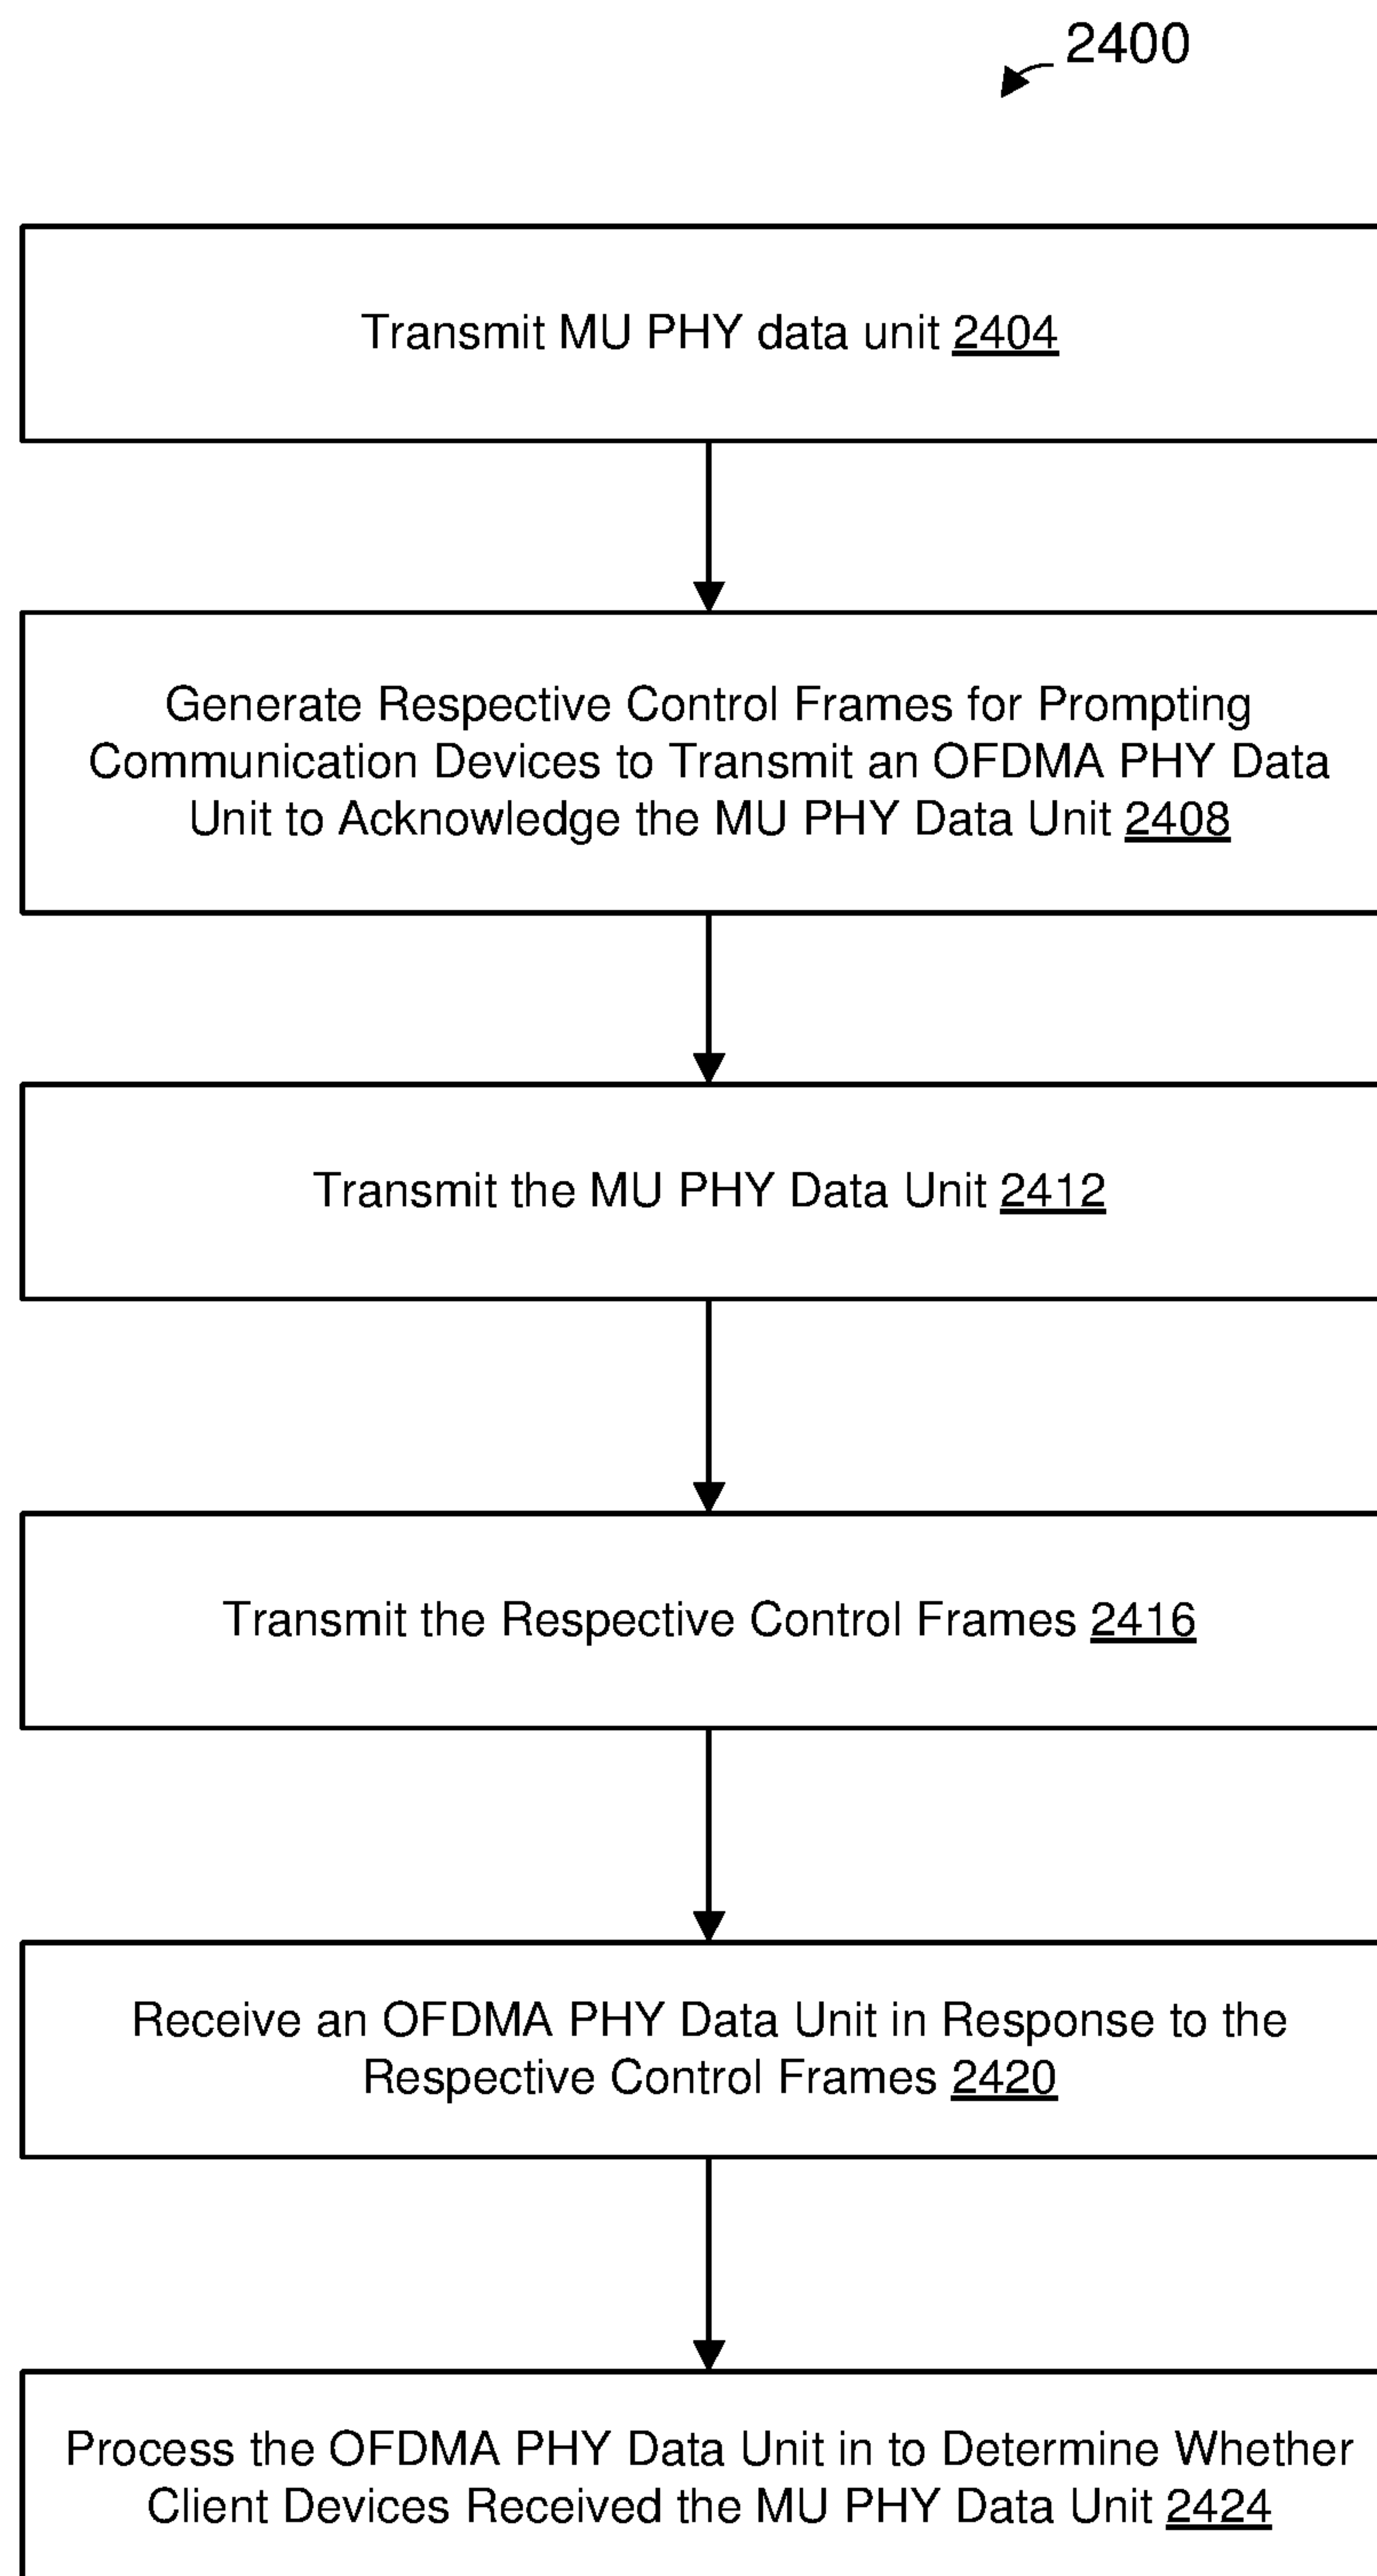 2400
Transmit MU PHY data unit 2404
Generate Respective Control Frames for Prompting
Communication Devices to Transmit an OFDMA PHY Data
Unit to Acknowledge the MU PHY Data Unit 2408
Transmit the MU PHY Data Unit 2412
Transmit the Respective Control Frames 2416
Receive an OFDMA PHY Data Unit in Response to the
Respective Control Frames 2420
Process the OFDMA PHY Data Unit in to Determine Whether
Client Devices Received the MU PHY Data Unit 2424